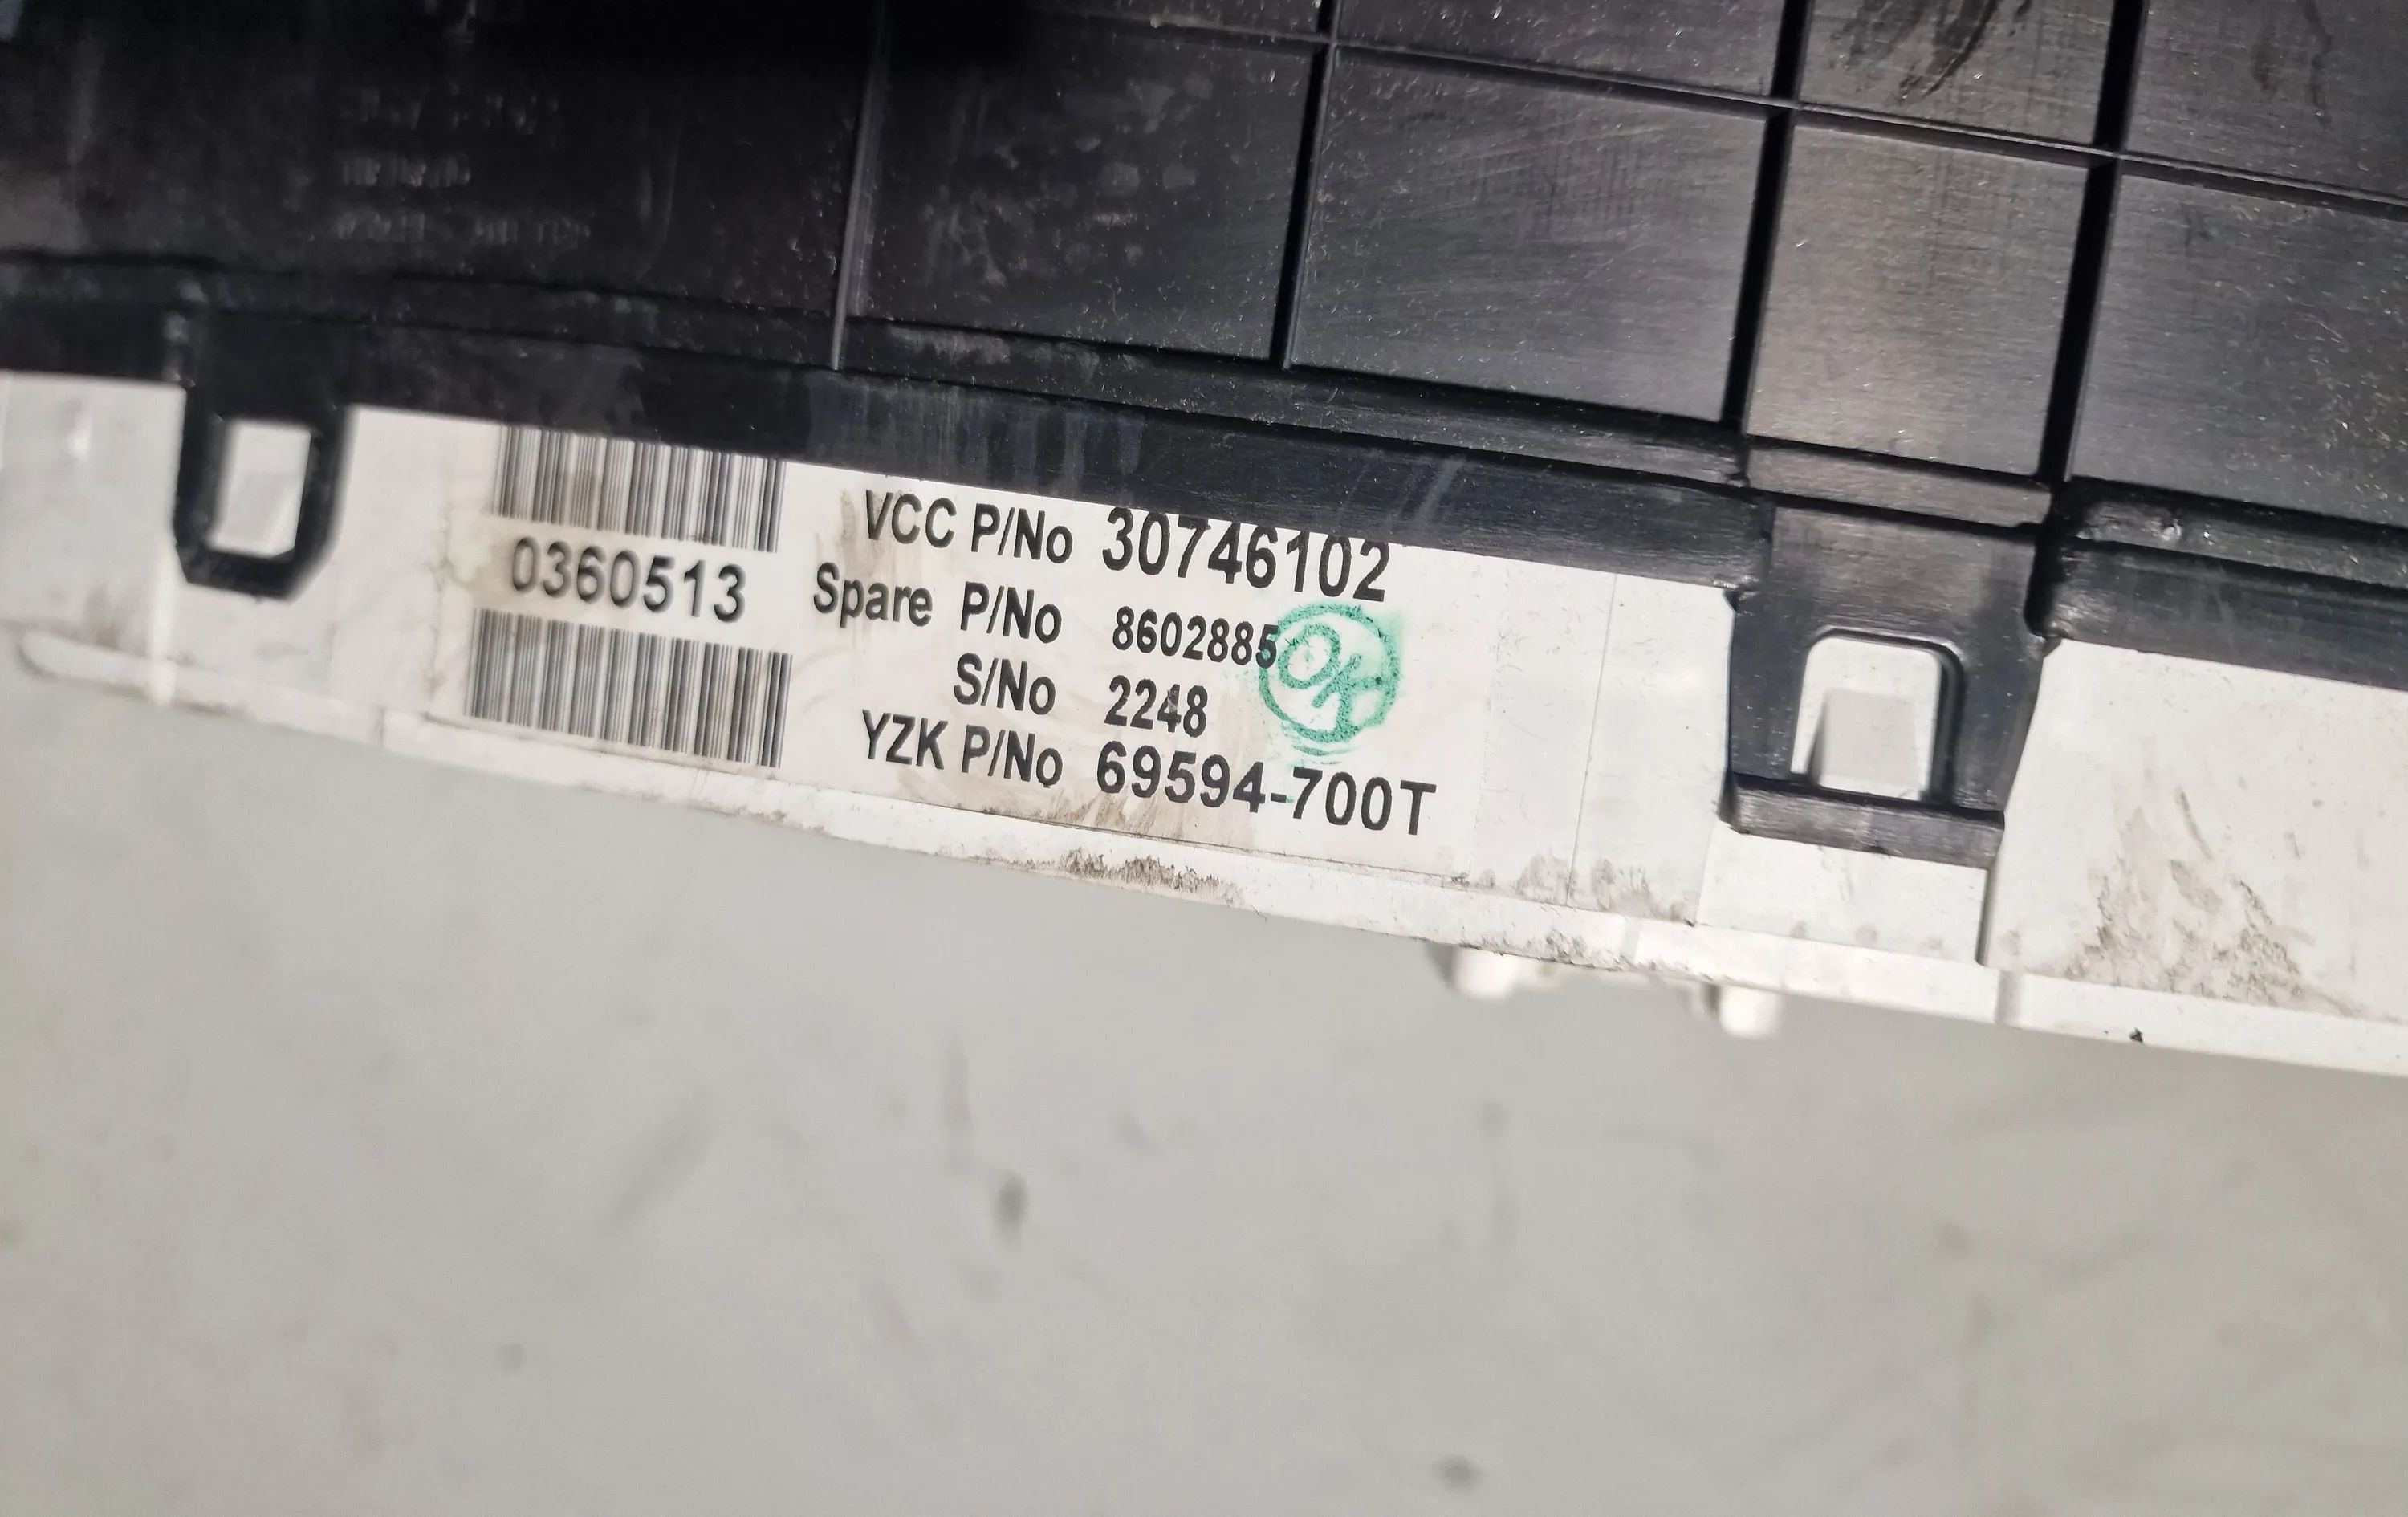 0360513
VCC P/No 30746102
Spare P/No 8602885
S/No 2248
YZK P/No 69594-700T
OK